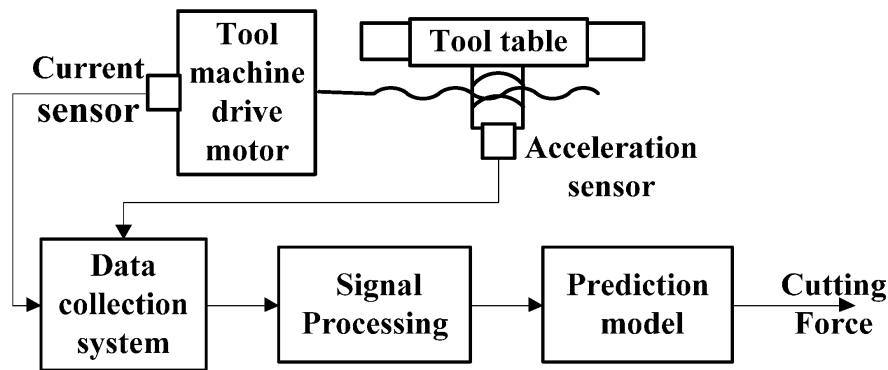 Tool
machine
drive
motor
Tool table
Current
sensor
Acceleration
sensor
Data
collection
system
Signal
Processing
Prediction
model
Cutting
Force